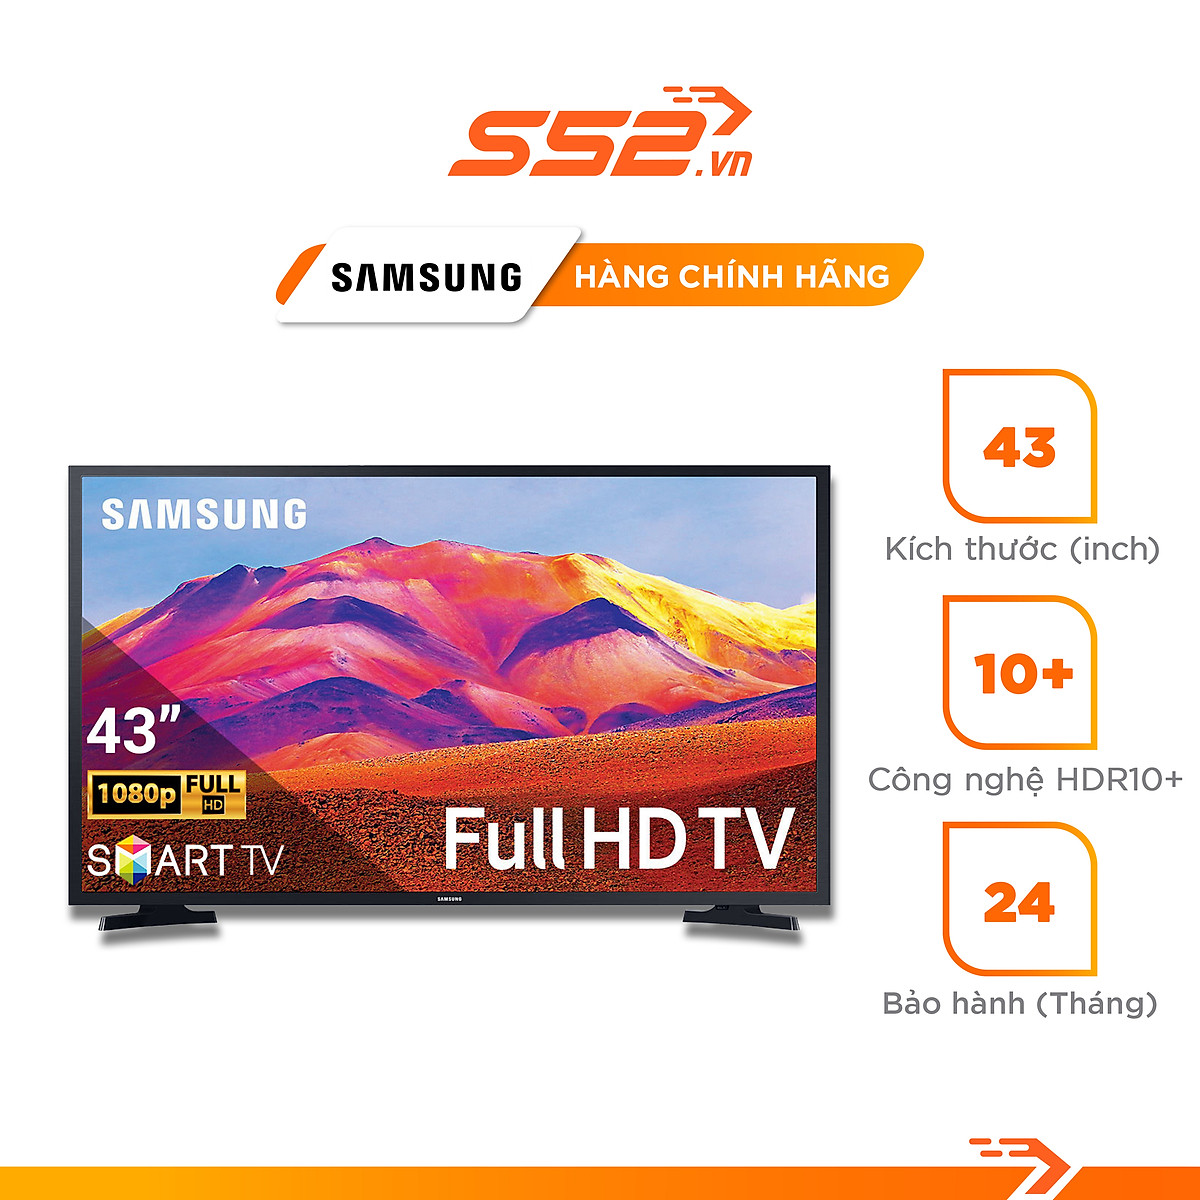 S52.vn
SAMSUNG
HÀNG CHÍNH HÃNG
43
Kích thước (inch)
10+
Công nghệ HDR10+
24
Bảo hành (Tháng)
SAMSUNG
43”
1080p
FULL
HD
SMART TV
Full HD TV
SAMSUNG